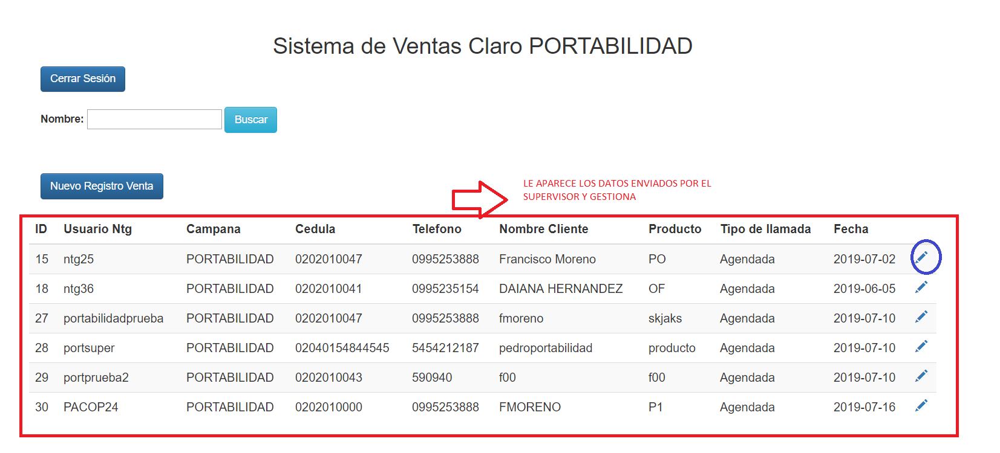 Sistema de Ventas Claro PORTABILIDAD
Cerrar Sesión
Nombre: Buscar
Nuevo Registro Venta
LE APARECE LOS DATOS ENVIADOS POR EL
SUPERVISOR Y GESTIONA
ID Usuario Ntg Campana Cedula Telefono Nombre Cliente Producto Tipo de llamada Fecha
15 ntg25 PORTABILIDAD 0202010047 0995253888 Francisco Moreno PO Agendada 2019-07-02
18 ntg36 PORTABILIDAD 0202010041 0995235154 DAIANA HERNANDEZ OF Agendada 2019-06-05
27 portabilidadprueba PORTABILIDAD 0202010047 0995253888 fmoreno skjaks Agendada 2019-07-10
28 portsuper PORTABILIDAD 02040154844545 5454212187 pedroportabilidad producto Agendada 2019-07-10
29 portprueba2 PORTABILIDAD 0202010043 590940 f00 f00 Agendada 2019-07-10
30 PACOP24 PORTABILIDAD 0202010000 0995253888 FMORENO P1 Agendada 2019-07-16